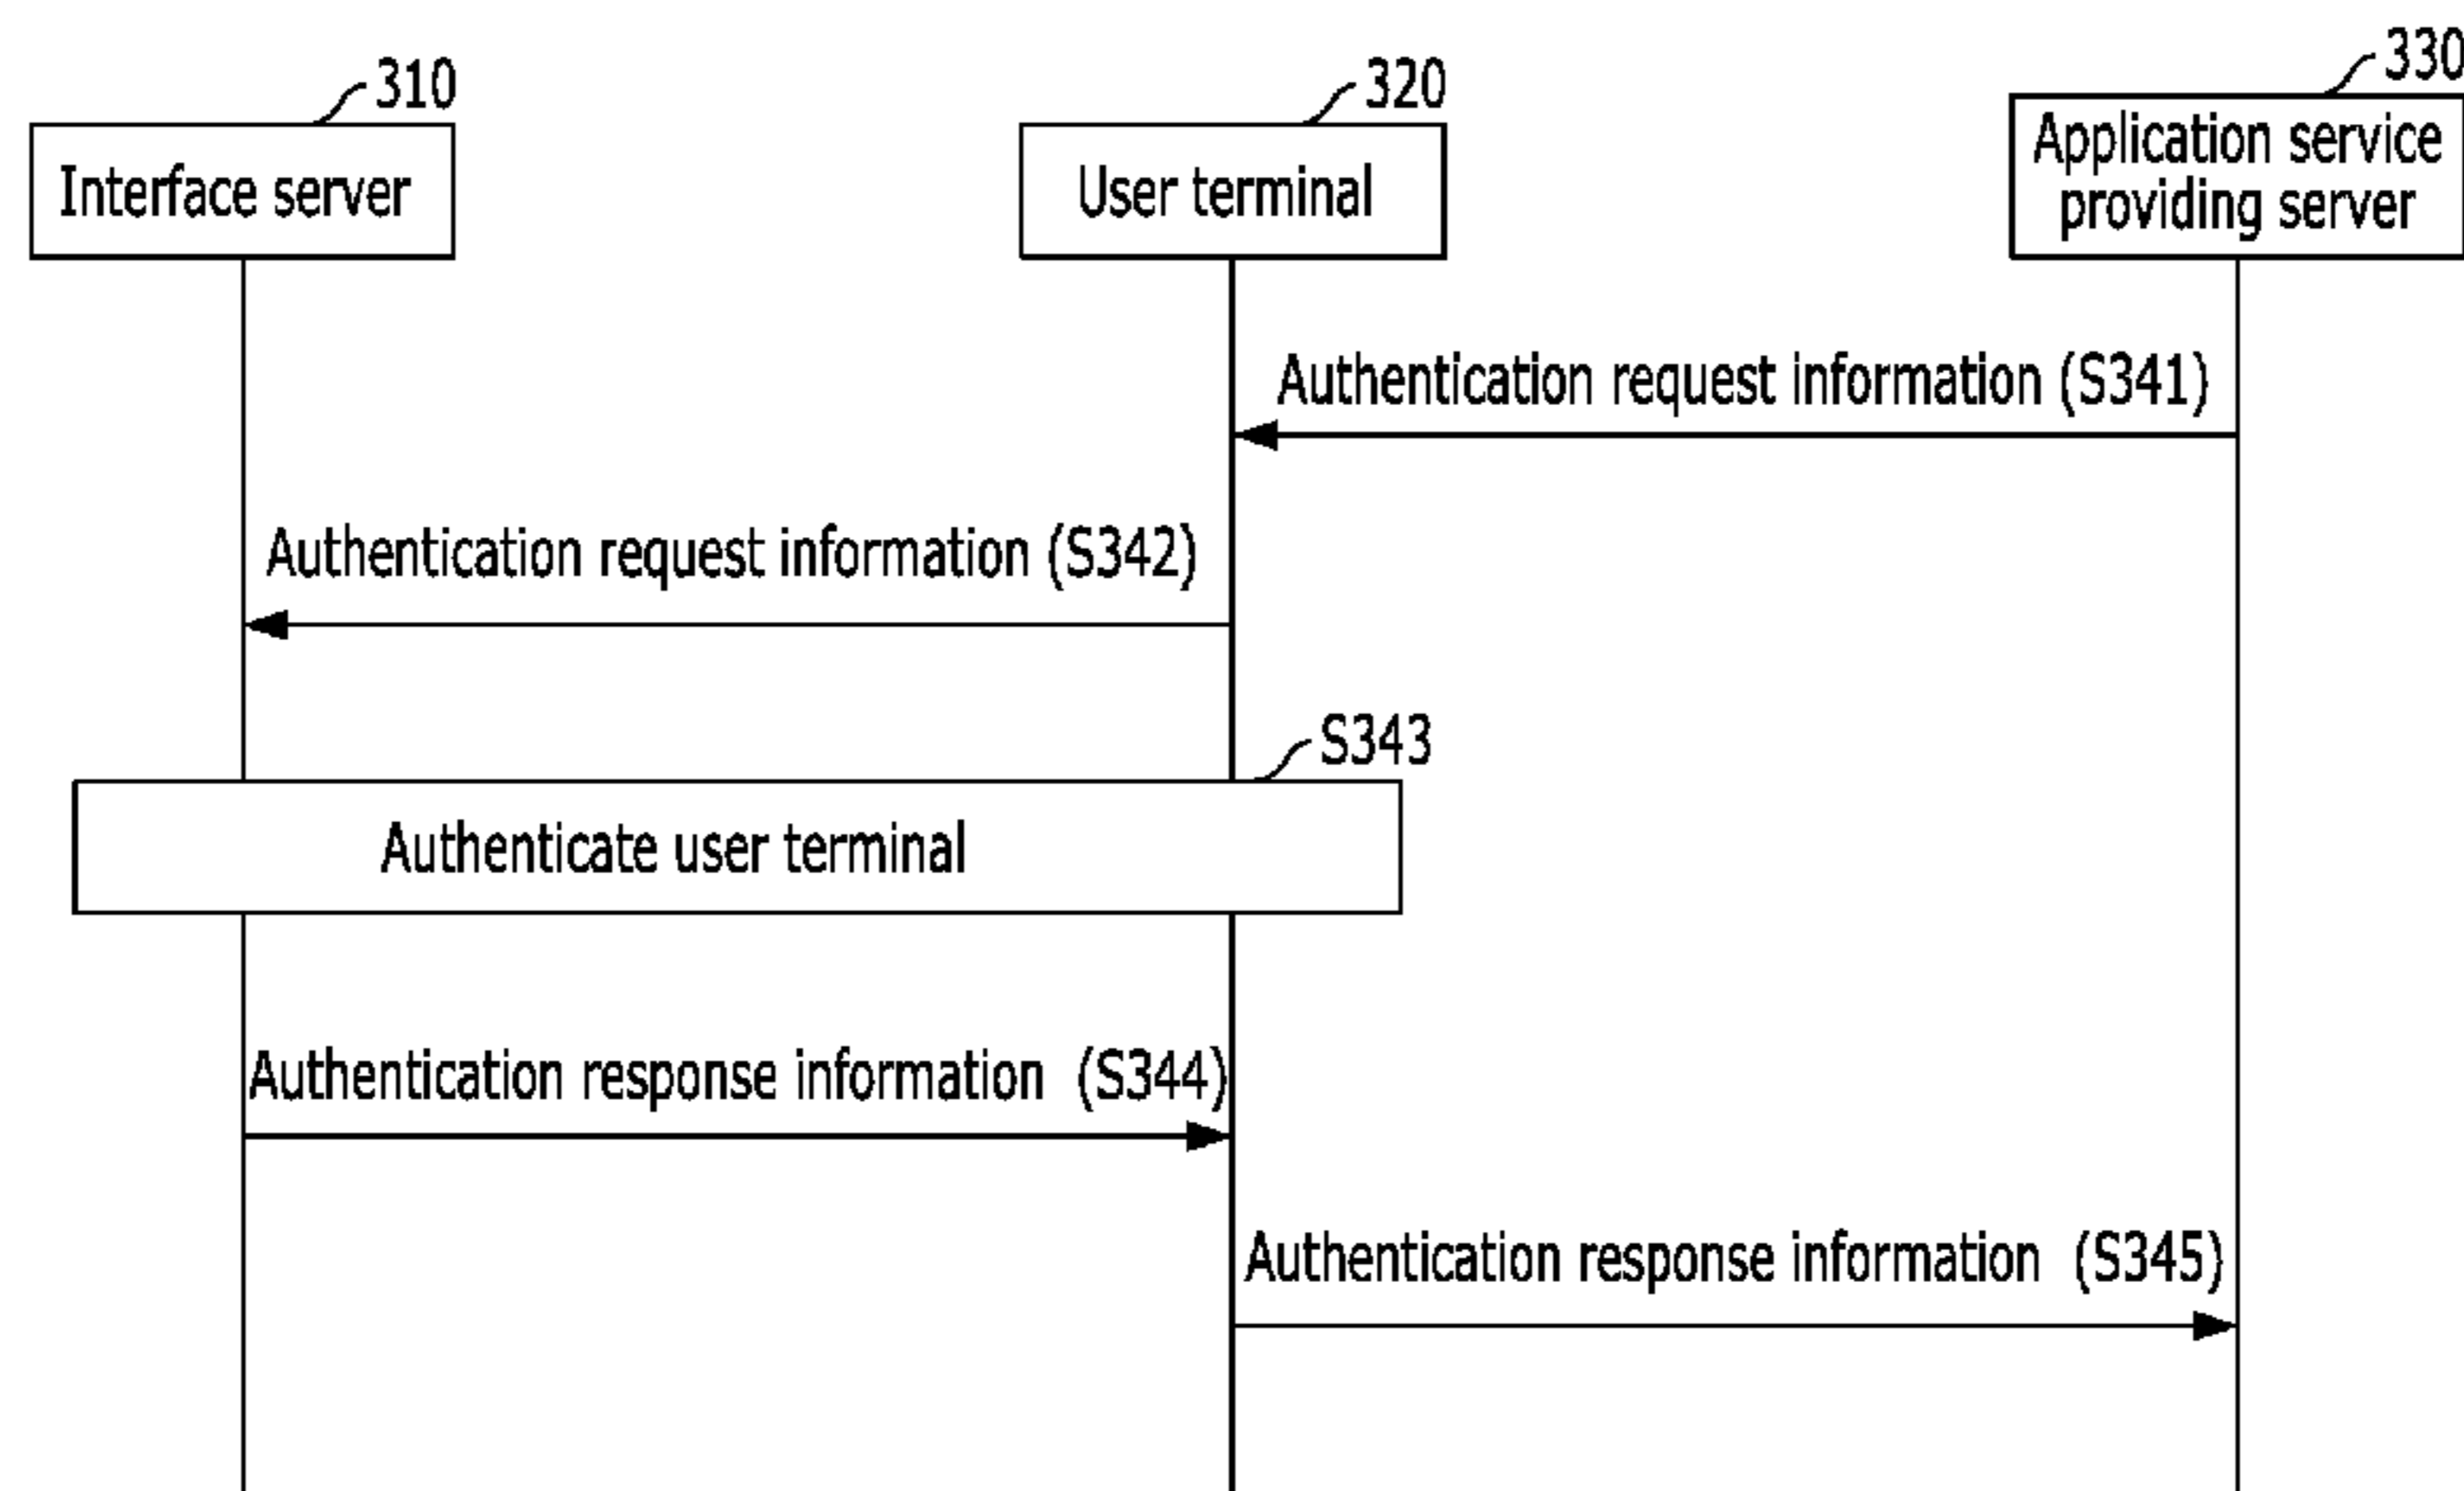 310
320
330
Interface server
User terminal
Application service
providing server
Authentication request information (S341)
Authentication request information (S342)
S343
Authenticate user terminal
Authentication response information (S344)
Authentication response information (S345)